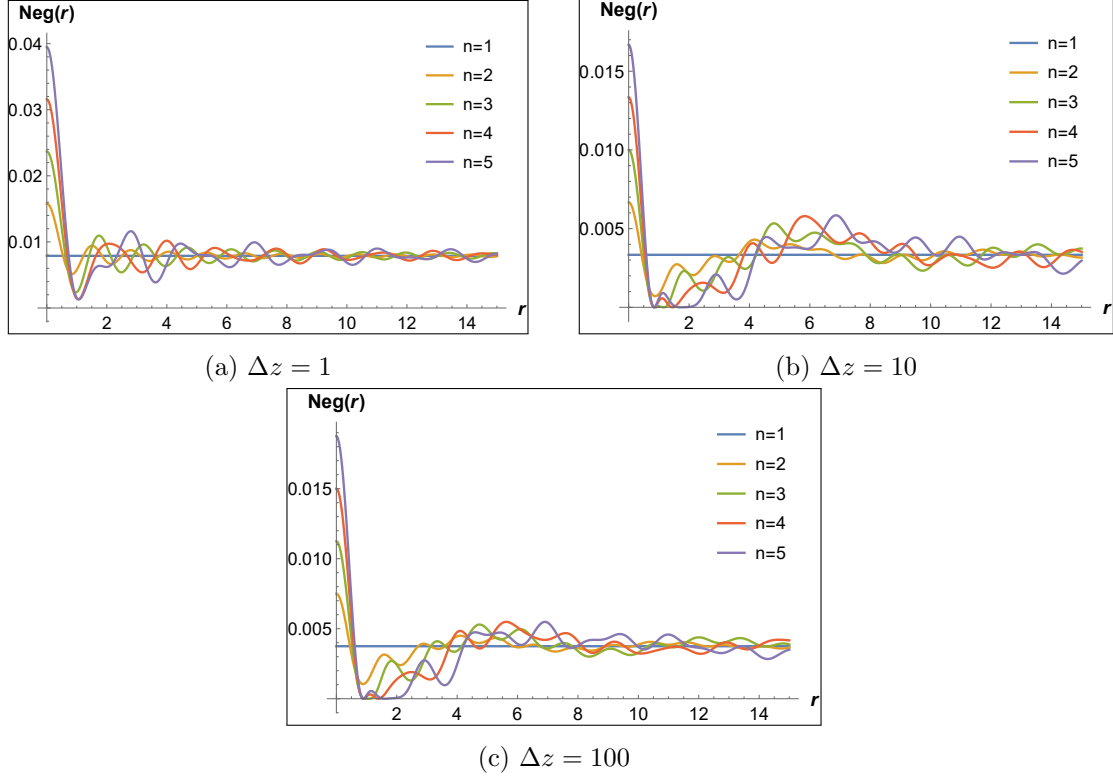 Neg(r)
0.04
0.03
0.02
0.01
2 4 6 8 10 12 14
r
n=1
n=2
n=3
n=4
n=5
(a) Δz = 1
Neg(r)
0.015
0.010
0.005
2 4 6 8 10 12 14
r
n=1
n=2
n=3
n=4
n=5
(b) Δz = 10
Neg(r)
0.015
0.010
0.005
2 4 6 8 10 12 14
r
n=1
n=2
n=3
n=4
n=5
(c) Δz = 100